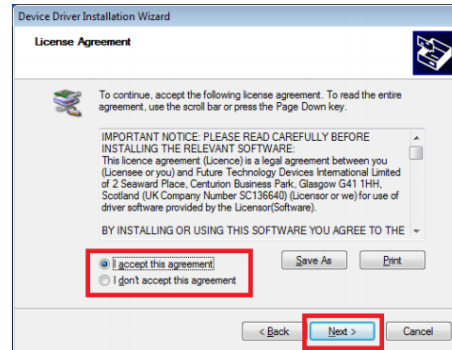 Device Driver Installation Wizard
License Agreement
To continue, accept the following license agreement. To read the entire
agreement, use the scroll bar or press the Page Down key.
IMPORTANT NOTICE: PLEASE READ CAREFULLY BEFORE
INSTALLING THE RELEVANT SOFTWARE:
This licence agreement (Licence) is a legal agreement between you
(Licensee or you) and Future Technology Devices International Limited
of 2 Seaward Place, Centurion Business Park, Glasgow G41 1HH,
Scotland (UK Company Number SC136640) (Licensor or we) for use of
driver software provided by the Licensor(Software).
BY INSTALLING OR USING THIS SOFTWARE YOU AGREE TO THE
I accept this agreement
Save As
Print
I don't accept this agreement
< Back
Next >
Cancel